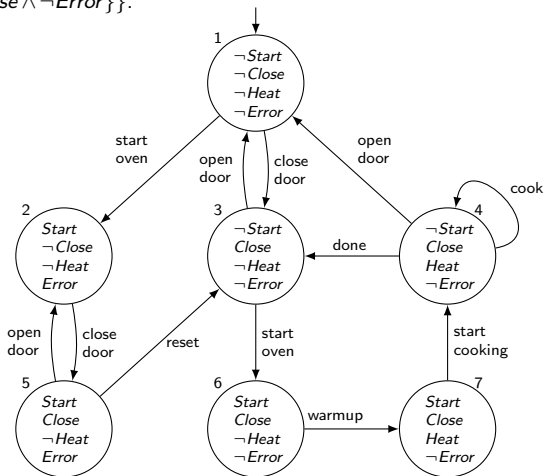 se ∧ ¬Error}}.
1
¬Start
¬Close
¬Heat
¬Error
start
oven
open
door
close
door
open
door
cook
2
Start
¬Close
¬Heat
Error
3
¬Start
Close
¬Heat
¬Error
done
4
¬Start
Close
Heat
¬Error
open
door
close
door
reset
start
oven
start
cooking
5
Start
Close
¬Heat
Error
6
Start
Close
¬Heat
¬Error
warmup
7
Start
Close
Heat
¬Error